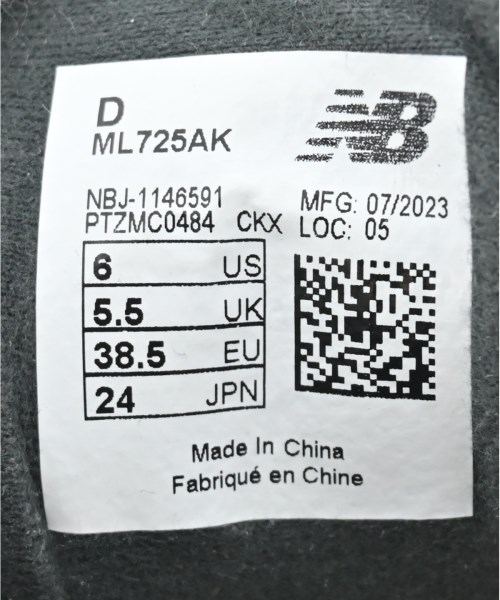 D
ML725AK
NB
NBJ-1146591
PTZMC0484 CKX
MFG: 07/2023
LOC: 05
6 US
5.5 UK
38.5 EU
24 JPN
Made In China
Fabriqué en Chine